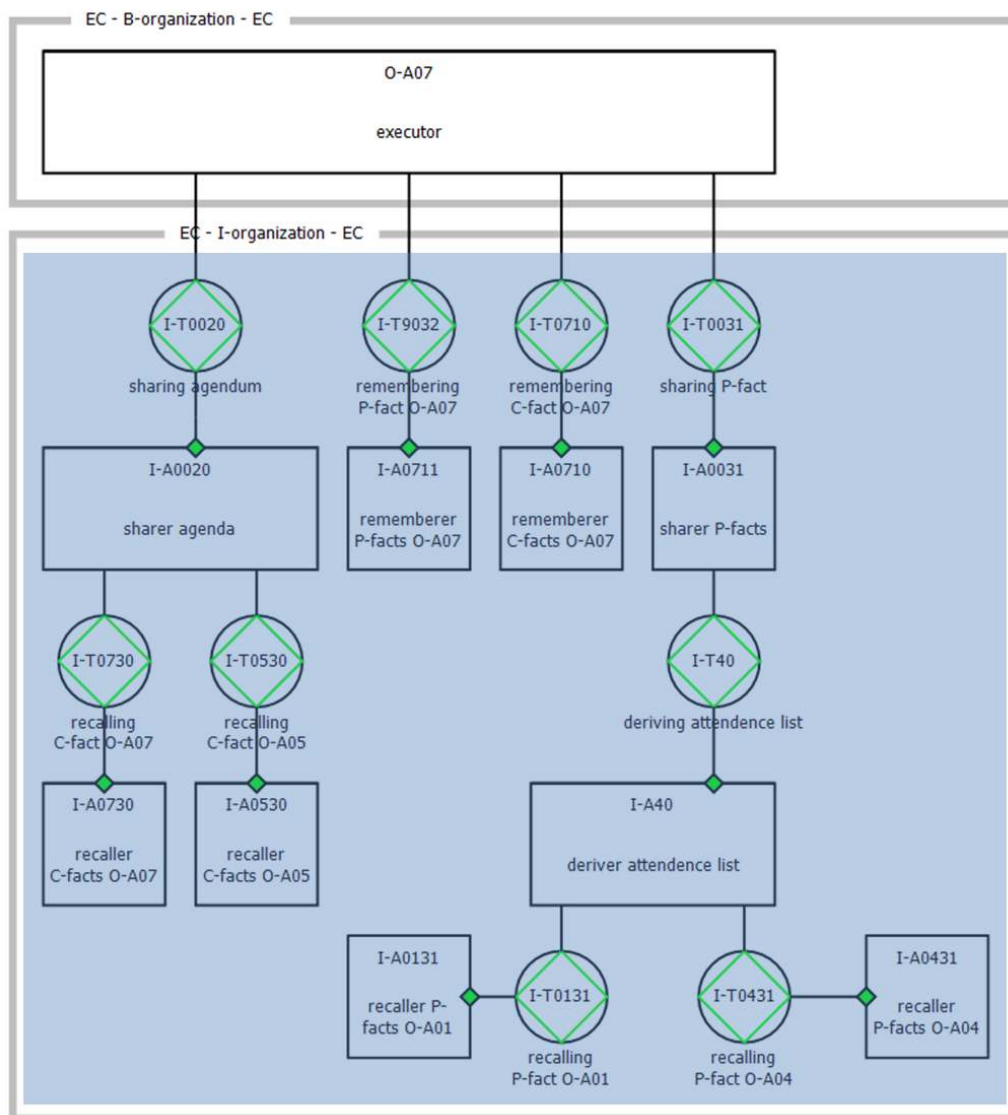 EC - B-organization - EC
O-A07
executor
EC - I-organization - EC
I-T0020
I-T9032
I-T0710
I-T0031
sharing agendum
remembering
P-fact O-A07
remembering
C-fact O-A07
sharing P-fact
I-A0020
sharer agenda
I-A0711
rememberer
P-facts O-A07
I-A0710
rememberer
C-facts O-A07
I-A0031
sharer P-facts
I-T0730
I-T0530
I-T40
recalling
C-fact O-A07
recalling
C-fact O-A05
deriving attendence list
I-A0730
recaller
C-facts O-A07
I-A0530
recaller
C-facts O-A05
I-A40
deriver attendence list
I-A0131
recaller P-
facts O-A01
I-T0131
recalling
P-fact O-A01
I-T0431
recalling
P-fact O-A04
I-A0431
recaller
P-facts O-A04